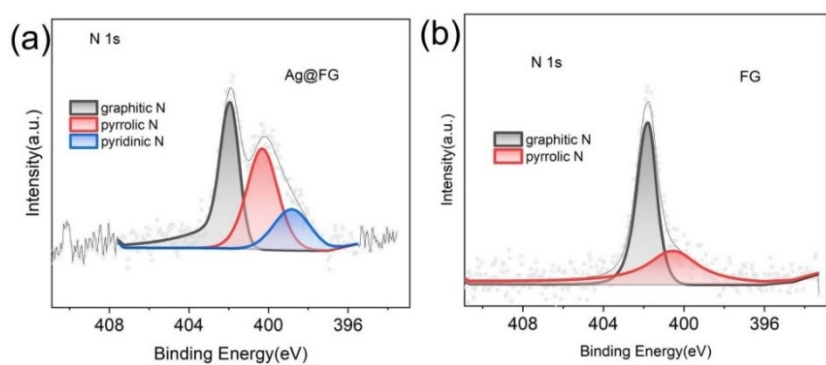 (a)
N 1s
Ag@FG
graphitic N
pyrrolic N
pyridinic N
Intensity(a.u.)
408 404 400 396
Binding Energy(eV)
(b)
N 1s
FG
graphitic N
pyrrolic N
Intensity(a.u.)
408 404 400 396
Binding Energy(eV)